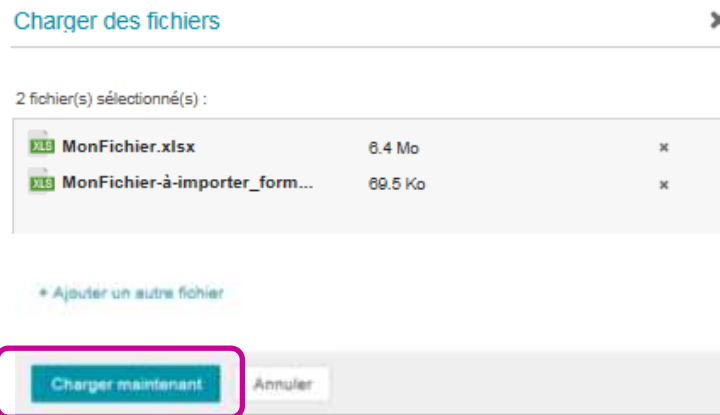 Charger des fichiers
2 fichier(s) sélectionné(s) :
XLS MonFichier.xlsx 6.4 Mo ×
XLS MonFichier-à-importer_form... 69.5 Ko ×
+ Ajouter un autre fichier
Charger maintenant Annuler